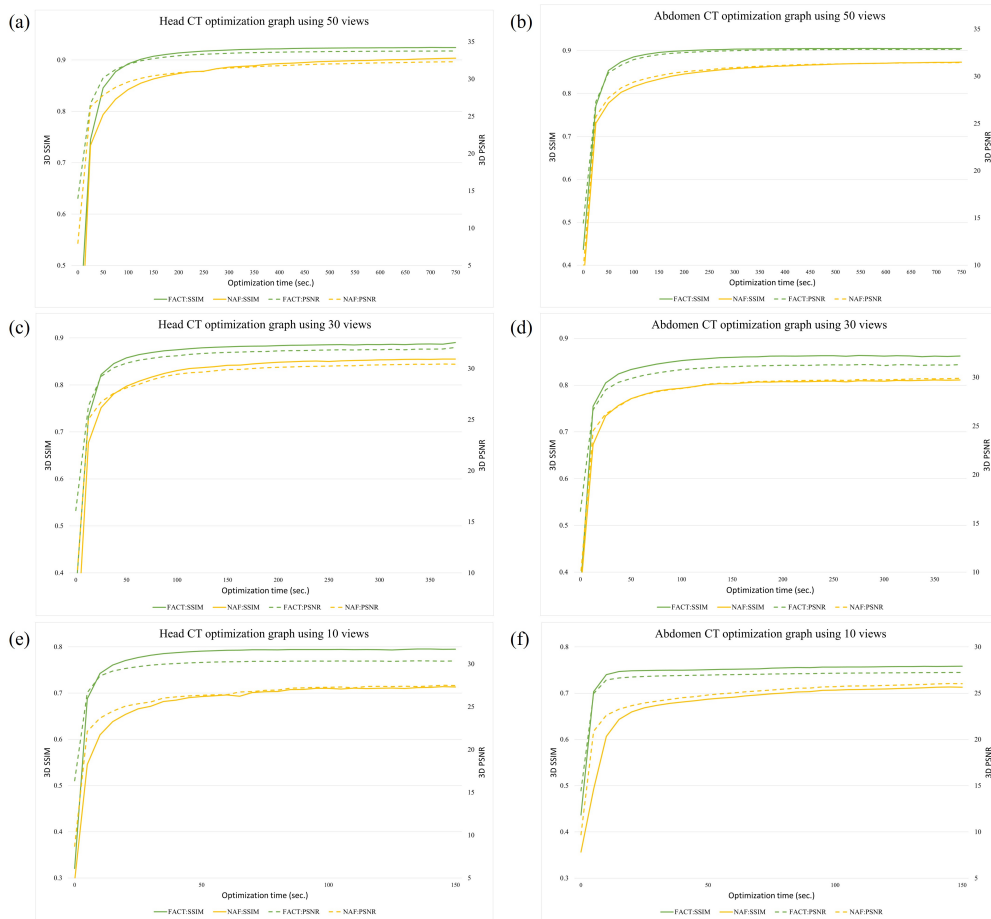 (a)
Head CT optimization graph using 50 views
0.9
0.8
0.7
0.6
0.5
3D SSIM
35
30
25
20
15
10
5
3D PSNR
0 50 100 150 200 250 300 350 400 450 500 550 600 650 700 750
Optimization time (sec.)
FACT:SSIM NAF:SSIM FACT:PSNR NAF:PSNR
(b)
Abdomen CT optimization graph using 50 views
0.9
0.8
0.7
0.6
0.5
0.4
3D SSIM
35
30
25
20
15
10
3D PSNR
0 50 100 150 200 250 300 350 400 450 500 550 600 650 700 750
Optimization time (sec.)
FACT:SSIM NAF:SSIM FACT:PSNR NAF:PSNR
(c)
Head CT optimization graph using 30 views
0.9
0.8
0.7
0.6
0.5
0.4
3D SSIM
30
25
20
15
10
3D PSNR
0 50 100 150 200 250 300 350
Optimization time (sec.)
FACT:SSIM NAF:SSIM FACT:PSNR NAF:PSNR
(d)
Abdomen CT optimization graph using 30 views
0.9
0.8
0.7
0.6
0.5
0.4
3D SSIM
30
25
20
15
10
3D PSNR
0 50 100 150 200 250 300 350
Optimization time (sec.)
FACT:SSIM NAF:SSIM FACT:PSNR NAF:PSNR
(e)
Head CT optimization graph using 10 views
0.8
0.7
0.6
0.5
0.4
0.3
3D SSIM
30
25
20
15
10
5
3D PSNR
0 50 100 150
Optimization time (sec.)
FACT:SSIM NAF:SSIM FACT:PSNR NAF:PSNR
(f)
Abdomen CT optimization graph using 10 views
0.8
0.7
0.6
0.5
0.4
0.3
3D SSIM
30
25
20
15
10
5
3D PSNR
0 50 100 150
Optimization time (sec.)
FACT:SSIM NAF:SSIM FACT:PSNR NAF:PSNR